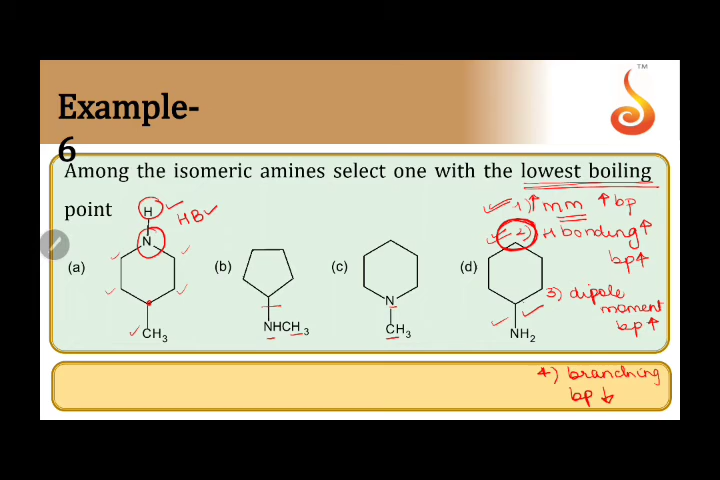 TM
Example-
6
Among the isomeric amines select one with the lowest boiling
point
1) ↑ mm ↑ bp
2) H bonding ↑
bp↑
3) dipole
moment
bp ↑
H
HB
N
(a)
CH3
(b)
NHCH3
(c)
N
CH3
(d)
NH2
4) branching
bp ↓